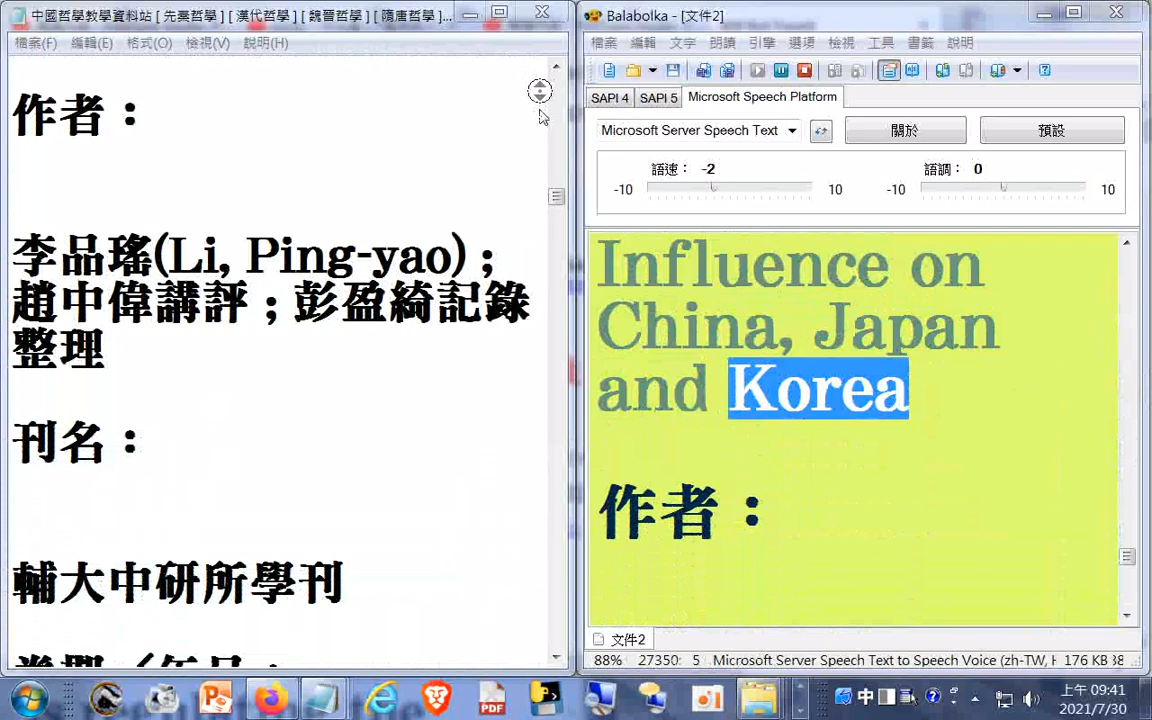 中國哲學教學資料站 [ 先秦哲學 ] [ 漢代哲學 ] [ 魏晉哲學 ] [ 隋唐哲學 ]...
檔案(F) 編輯(E) 格式(O) 檢視(V) 說明(H)
作者：
李品瑤(Li, Ping-yao)；
趙中偉講評；彭盈綺記錄
整理
刊名：
輔大中研所學刊
Balabolka - [文件2]
檔案 編輯 文字 朗讀 引擎 選項 檢視 工具 書籤 說明
SAPI 4 SAPI 5 Microsoft Speech Platform
Microsoft Server Speech Text 關於 預設
語速： -2 語調： 0
-10 10 -10 10
Influence on
China, Japan
and Korea
作者：
文件2
88% 27350: 5 Microsoft Server Speech Text to Speech Voice (zh-TW, H 176 KB
中
上午 09:41
2021/7/30